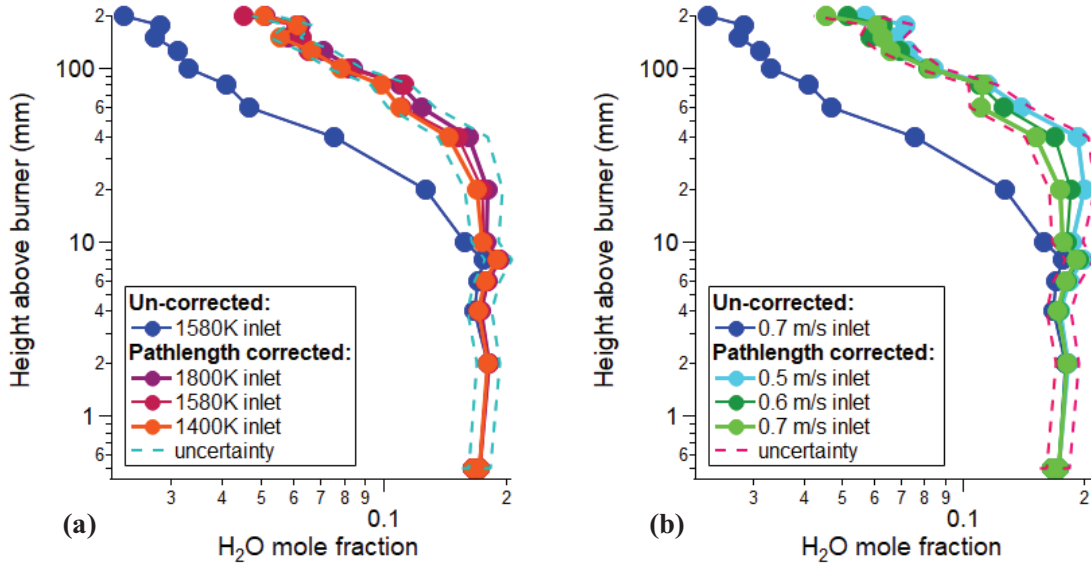 2
100
6
4
2
10
6
4
2
1
6
Height above burner (mm)
Un-corrected:
1580K inlet
Pathlength corrected:
1800K inlet
1580K inlet
1400K inlet
uncertainty
3 4 5 6 7 8 9 2
0.1
(a)
H₂O mole fraction
2
100
6
4
2
10
6
4
2
1
6
Height above burner (mm)
Un-corrected:
0.7 m/s inlet
Pathlength corrected:
0.5 m/s inlet
0.6 m/s inlet
0.7 m/s inlet
uncertainty
3 4 5 6 7 8 9 2
0.1
(b)
H₂O mole fraction